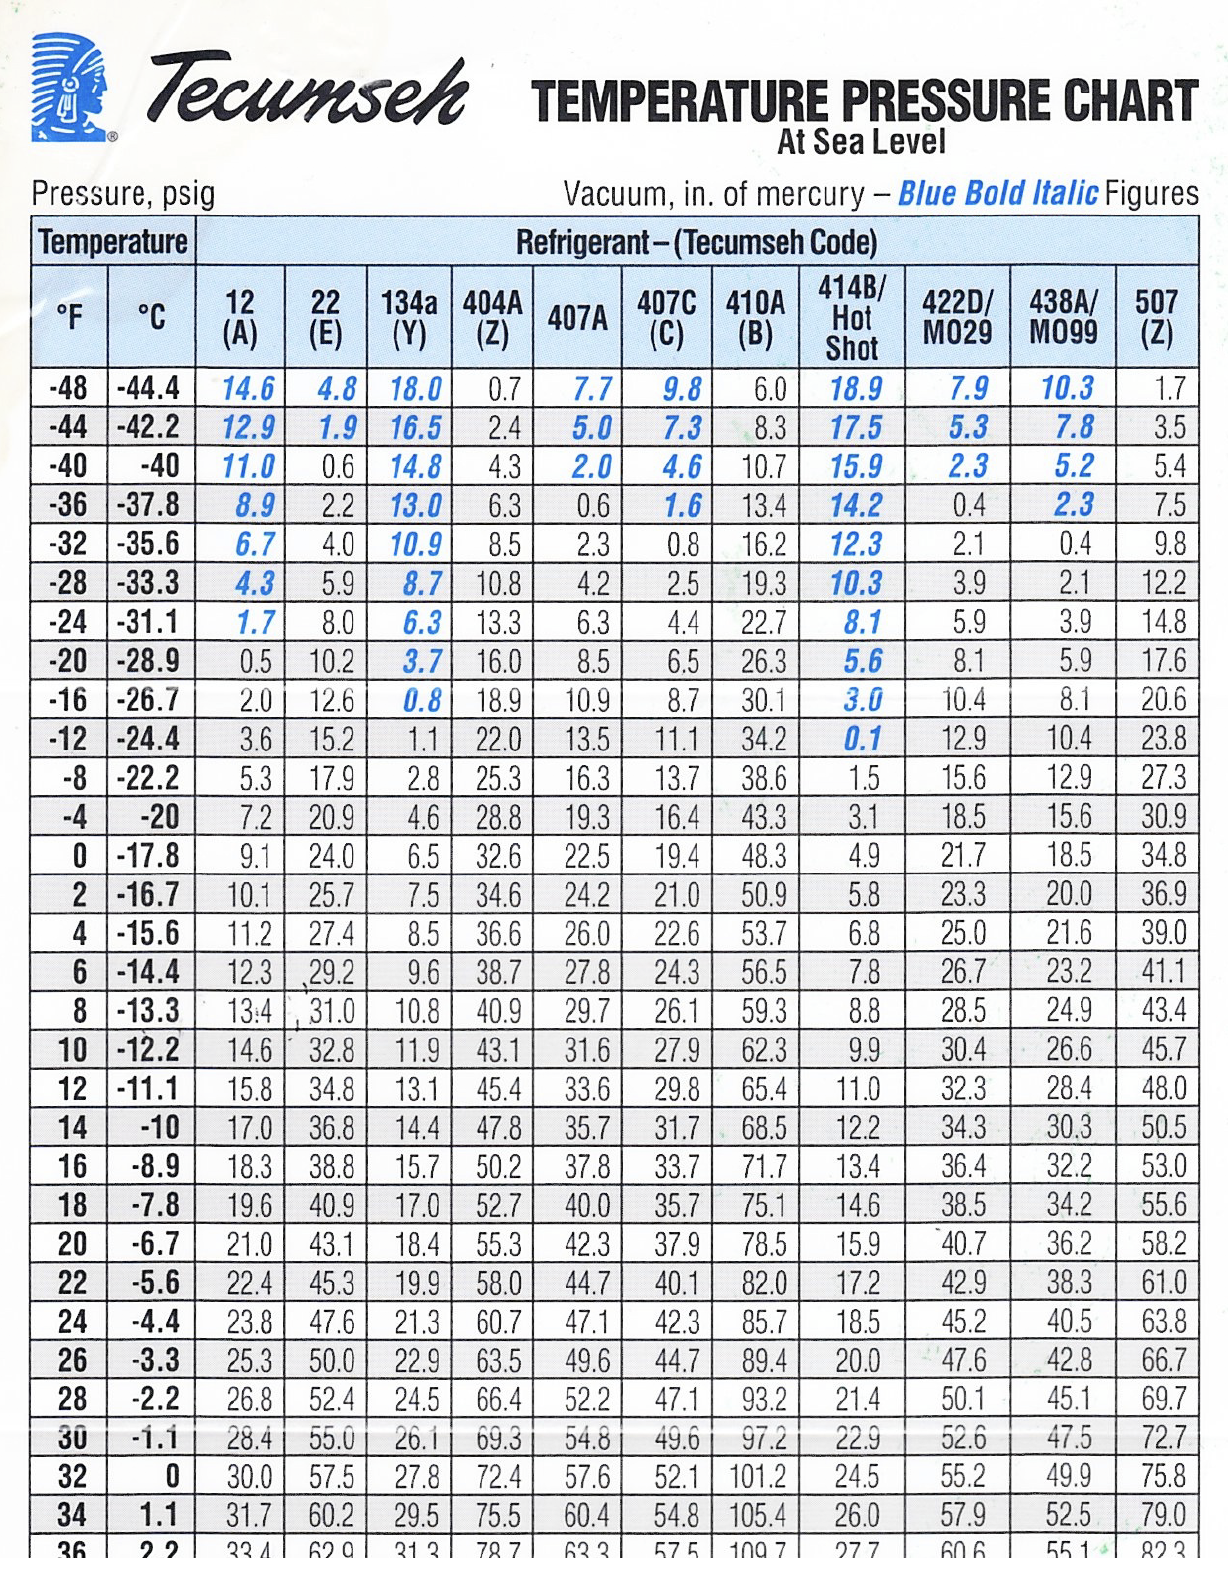 Tecumseh
®
TEMPERATURE PRESSURE CHART
At Sea Level
Pressure, psig Vacuum, in. of mercury – Blue Bold Italic Figures
Temperature Refrigerant – (Tecumseh Code)
°F °C 12 (A) 22 (E) 134a (Y) 404A (Z) 407A 407C (C) 410A (B) 414B/ Hot Shot 422D/ MO29 438A/ MO99 507 (Z)
-48 -44.4 14.6 4.8 18.0 0.7 7.7 9.8 6.0 18.9 7.9 10.3 1.7
-44 -42.2 12.9 1.9 16.5 2.4 5.0 7.3 8.3 17.5 5.3 7.8 3.5
-40 -40 11.0 0.6 14.8 4.3 2.0 4.6 10.7 15.9 2.3 5.2 5.4
-36 -37.8 8.9 2.2 13.0 6.3 0.6 1.6 13.4 14.2 0.4 2.3 7.5
-32 -35.6 6.7 4.0 10.9 8.5 2.3 0.8 16.2 12.3 2.1 0.4 9.8
-28 -33.3 4.3 5.9 8.7 10.8 4.2 2.5 19.3 10.3 3.9 2.1 12.2
-24 -31.1 1.7 8.0 6.3 13.3 6.3 4.4 22.7 8.1 5.9 3.9 14.8
-20 -28.9 0.5 10.2 3.7 16.0 8.5 6.5 26.3 5.6 8.1 5.9 17.6
-16 -26.7 2.0 12.6 0.8 18.9 10.9 8.7 30.1 3.0 10.4 8.1 20.6
-12 -24.4 3.6 15.2 1.1 22.0 13.5 11.1 34.2 0.1 12.9 10.4 23.8
-8 -22.2 5.3 17.9 2.8 25.3 16.3 13.7 38.6 1.5 15.6 12.9 27.3
-4 -20 7.2 20.9 4.6 28.8 19.3 16.4 43.3 3.1 18.5 15.6 30.9
0 -17.8 9.1 24.0 6.5 32.6 22.5 19.4 48.3 4.9 21.7 18.5 34.8
2 -16.7 10.1 25.7 7.5 34.6 24.2 21.0 50.9 5.8 23.3 20.0 36.9
4 -15.6 11.2 27.4 8.5 36.6 26.0 22.6 53.7 6.8 25.0 21.6 39.0
6 -14.4 12.3 29.2 9.6 38.7 27.8 24.3 56.5 7.8 26.7 23.2 41.1
8 -13.3 13.4 31.0 10.8 40.9 29.7 26.1 59.3 8.8 28.5 24.9 43.4
10 -12.2 14.6 32.8 11.9 43.1 31.6 27.9 62.3 9.9 30.4 26.6 45.7
12 -11.1 15.8 34.8 13.1 45.4 33.6 29.8 65.4 11.0 32.3 28.4 48.0
14 -10 17.0 36.8 14.4 47.8 35.7 31.7 68.5 12.2 34.3 30.3 50.5
16 -8.9 18.3 38.8 15.7 50.2 37.8 33.7 71.7 13.4 36.4 32.2 53.0
18 -7.8 19.6 40.9 17.0 52.7 40.0 35.7 75.1 14.6 38.5 34.2 55.6
20 -6.7 21.0 43.1 18.4 55.3 42.3 37.9 78.5 15.9 40.7 36.2 58.2
22 -5.6 22.4 45.3 19.9 58.0 44.7 40.1 82.0 17.2 42.9 38.3 61.0
24 -4.4 23.8 47.6 21.3 60.7 47.1 42.3 85.7 18.5 45.2 40.5 63.8
26 -3.3 25.3 50.0 22.9 63.5 49.6 44.7 89.4 20.0 47.6 42.8 66.7
28 -2.2 26.8 52.4 24.5 66.4 52.2 47.1 93.2 21.4 50.1 45.1 69.7
30 -1.1 28.4 55.0 26.1 69.3 54.8 49.6 97.2 22.9 52.6 47.5 72.7
32 0 30.0 57.5 27.8 72.4 57.6 52.1 101.2 24.5 55.2 49.9 75.8
34 1.1 31.7 60.2 29.5 75.5 60.4 54.8 105.4 26.0 57.9 52.5 79.0
36 2.2 33.4 62.9 31.3 78.7 63.3 57.5 109.7 27.7 60.6 55.1 82.3